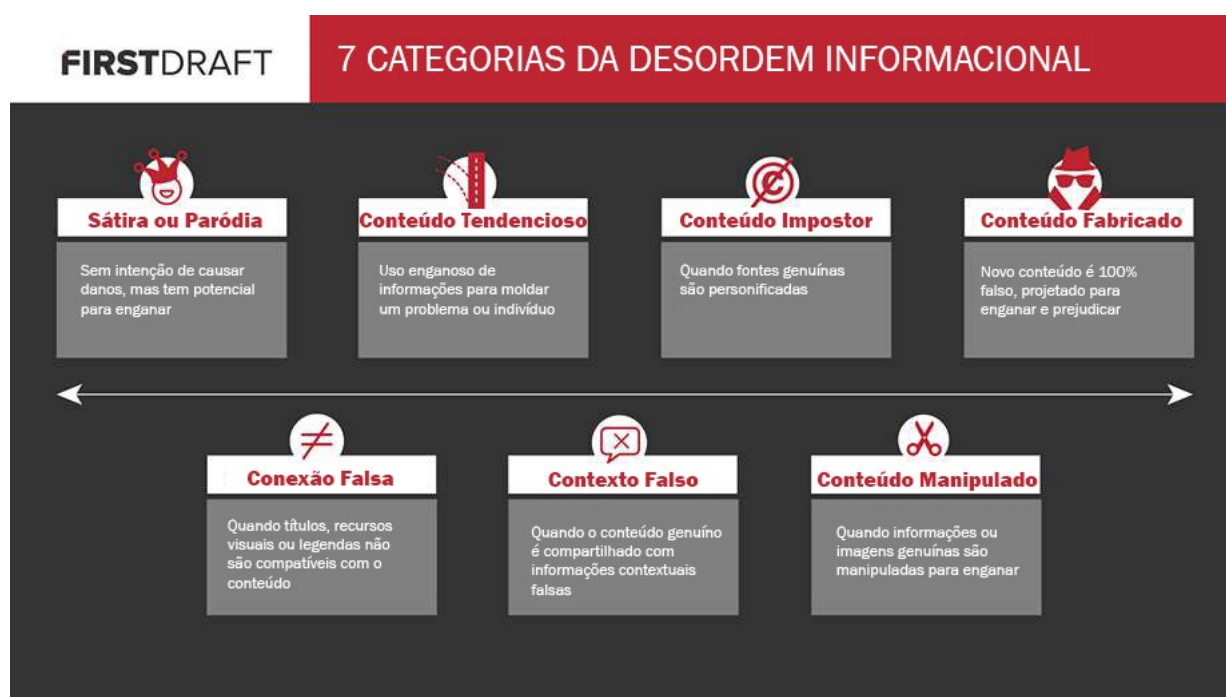 FIRSTDRAFT
7 CATEGORIAS DA DESORDEM INFORMACIONAL
Sátira ou Paródia
Sem intenção de causar
danos, mas tem potencial
para enganar
Conteúdo Tendencioso
Uso enganoso de
informações para moldar
um problema ou indivíduo
Conteúdo Impostor
Quando fontes genuínas
são personificadas
Conteúdo Fabricado
Novo conteúdo é 100%
falso, projetado para
enganar e prejudicar
Conexão Falsa
Quando títulos, recursos
visuais ou legendas não
são compatíveis com o
conteúdo
Contexto Falso
Quando o conteúdo genuíno
é compartilhado com
informações contextuais
falsas
Conteúdo Manipulado
Quando informações ou
imagens genuínas são
manipuladas para enganar